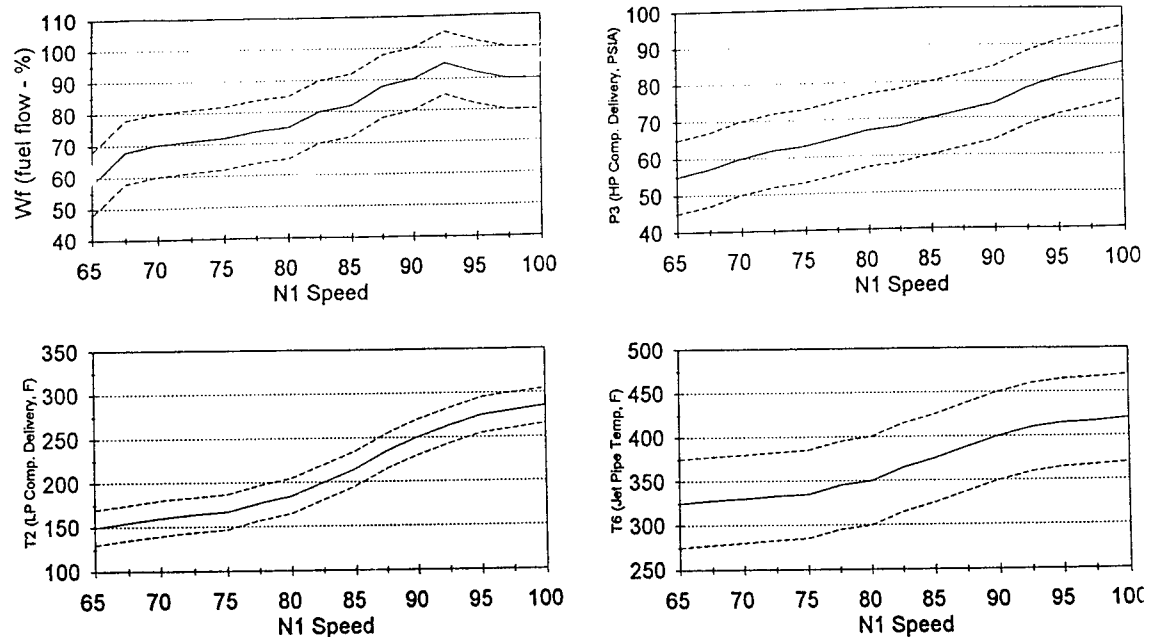 Wf (fuel flow - %)
110
100
90
80
70
60
50
40
65 70 75 80 85 90 95 100
N1 Speed
P3 (HP Comp. Delivery, PSIA)
100
90
80
70
60
50
40
65 70 75 80 85 90 95 100
N1 Speed
T2 (LP Comp. Delivery, F)
350
300
250
200
150
100
65 70 75 80 85 90 95 100
N1 Speed
T6 (Jet Pipe Temp, F)
500
450
400
350
300
250
65 70 75 80 85 90 95 100
N1 Speed